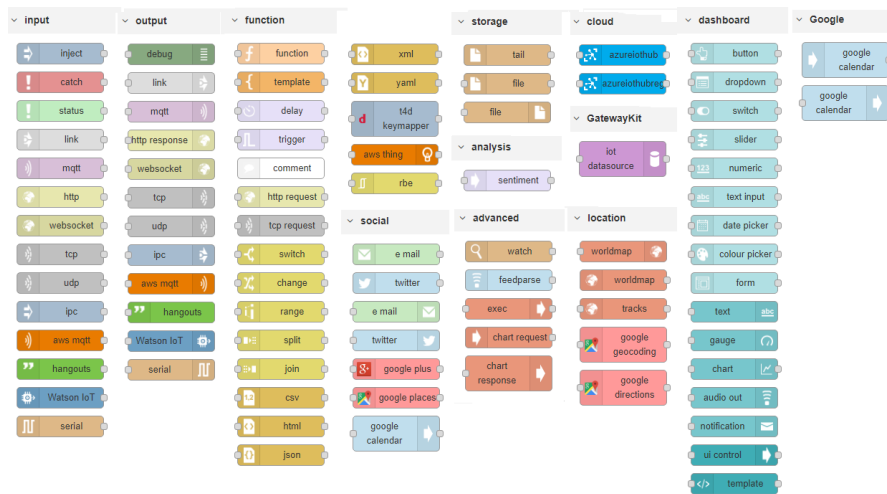 input
inject
catch
status
link
mqtt
http
websocket
tcp
udp
ipc
aws mqtt
hangouts
Watson IoT
serial
output
debug
link
mqtt
http response
websocket
tcp
udp
ipc
aws mqtt
hangouts
Watson IoT
serial
function
function
template
delay
trigger
comment
http request
tcp request
switch
change
range
split
join
csv
html
json
xml
yaml
t4d
keymapper
aws thing
rbe
social
e mail
twitter
e mail
twitter
google plus
google places
google
calendar
storage
tail
file
file
analysis
sentiment
advanced
watch
feedparse
exec
chart request
chart
response
cloud
azureiothub
azureiothubreg
GatewayKit
iot
datasource
location
worldmap
worldmap
tracks
google
geocoding
google
directions
dashboard
button
dropdown
switch
slider
123 numeric
abc text input
date picker
colour picker
form
text abc
gauge
chart
audio out
notification
ui control
template
Google
google
calendar
google
calendar